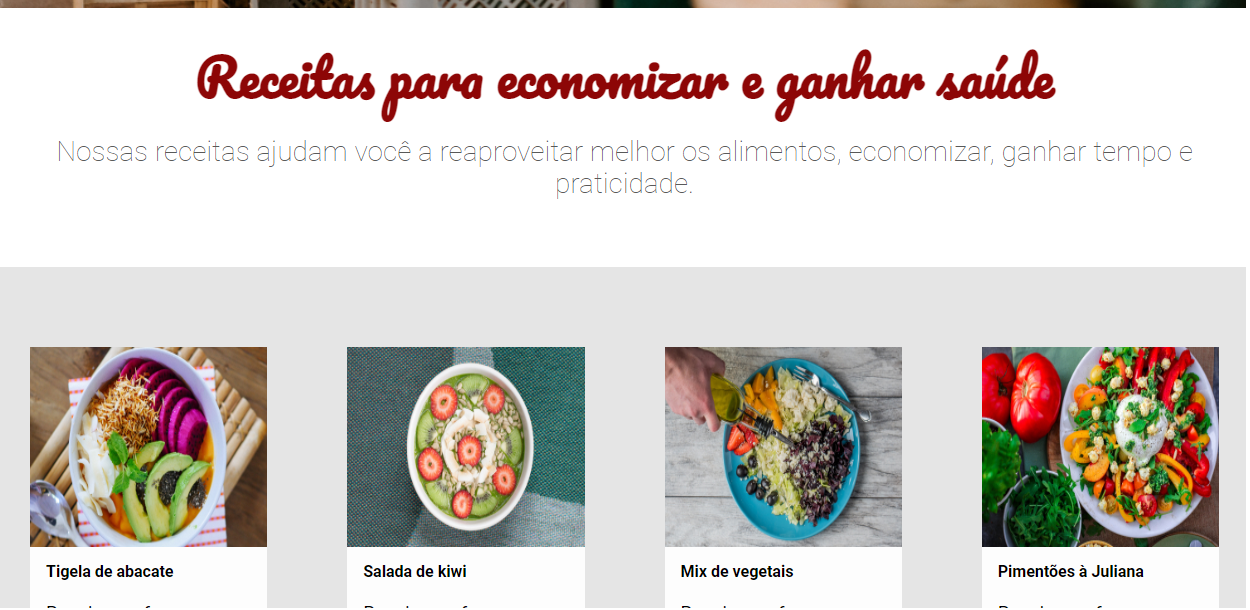 Receitas para economizar e ganhar saúde
Nossas receitas ajudam você a reaproveitar melhor os alimentos, economizar, ganhar tempo e
praticidade.
Tigela de abacate
Salada de kiwi
Mix de vegetais
Pimentões à Juliana